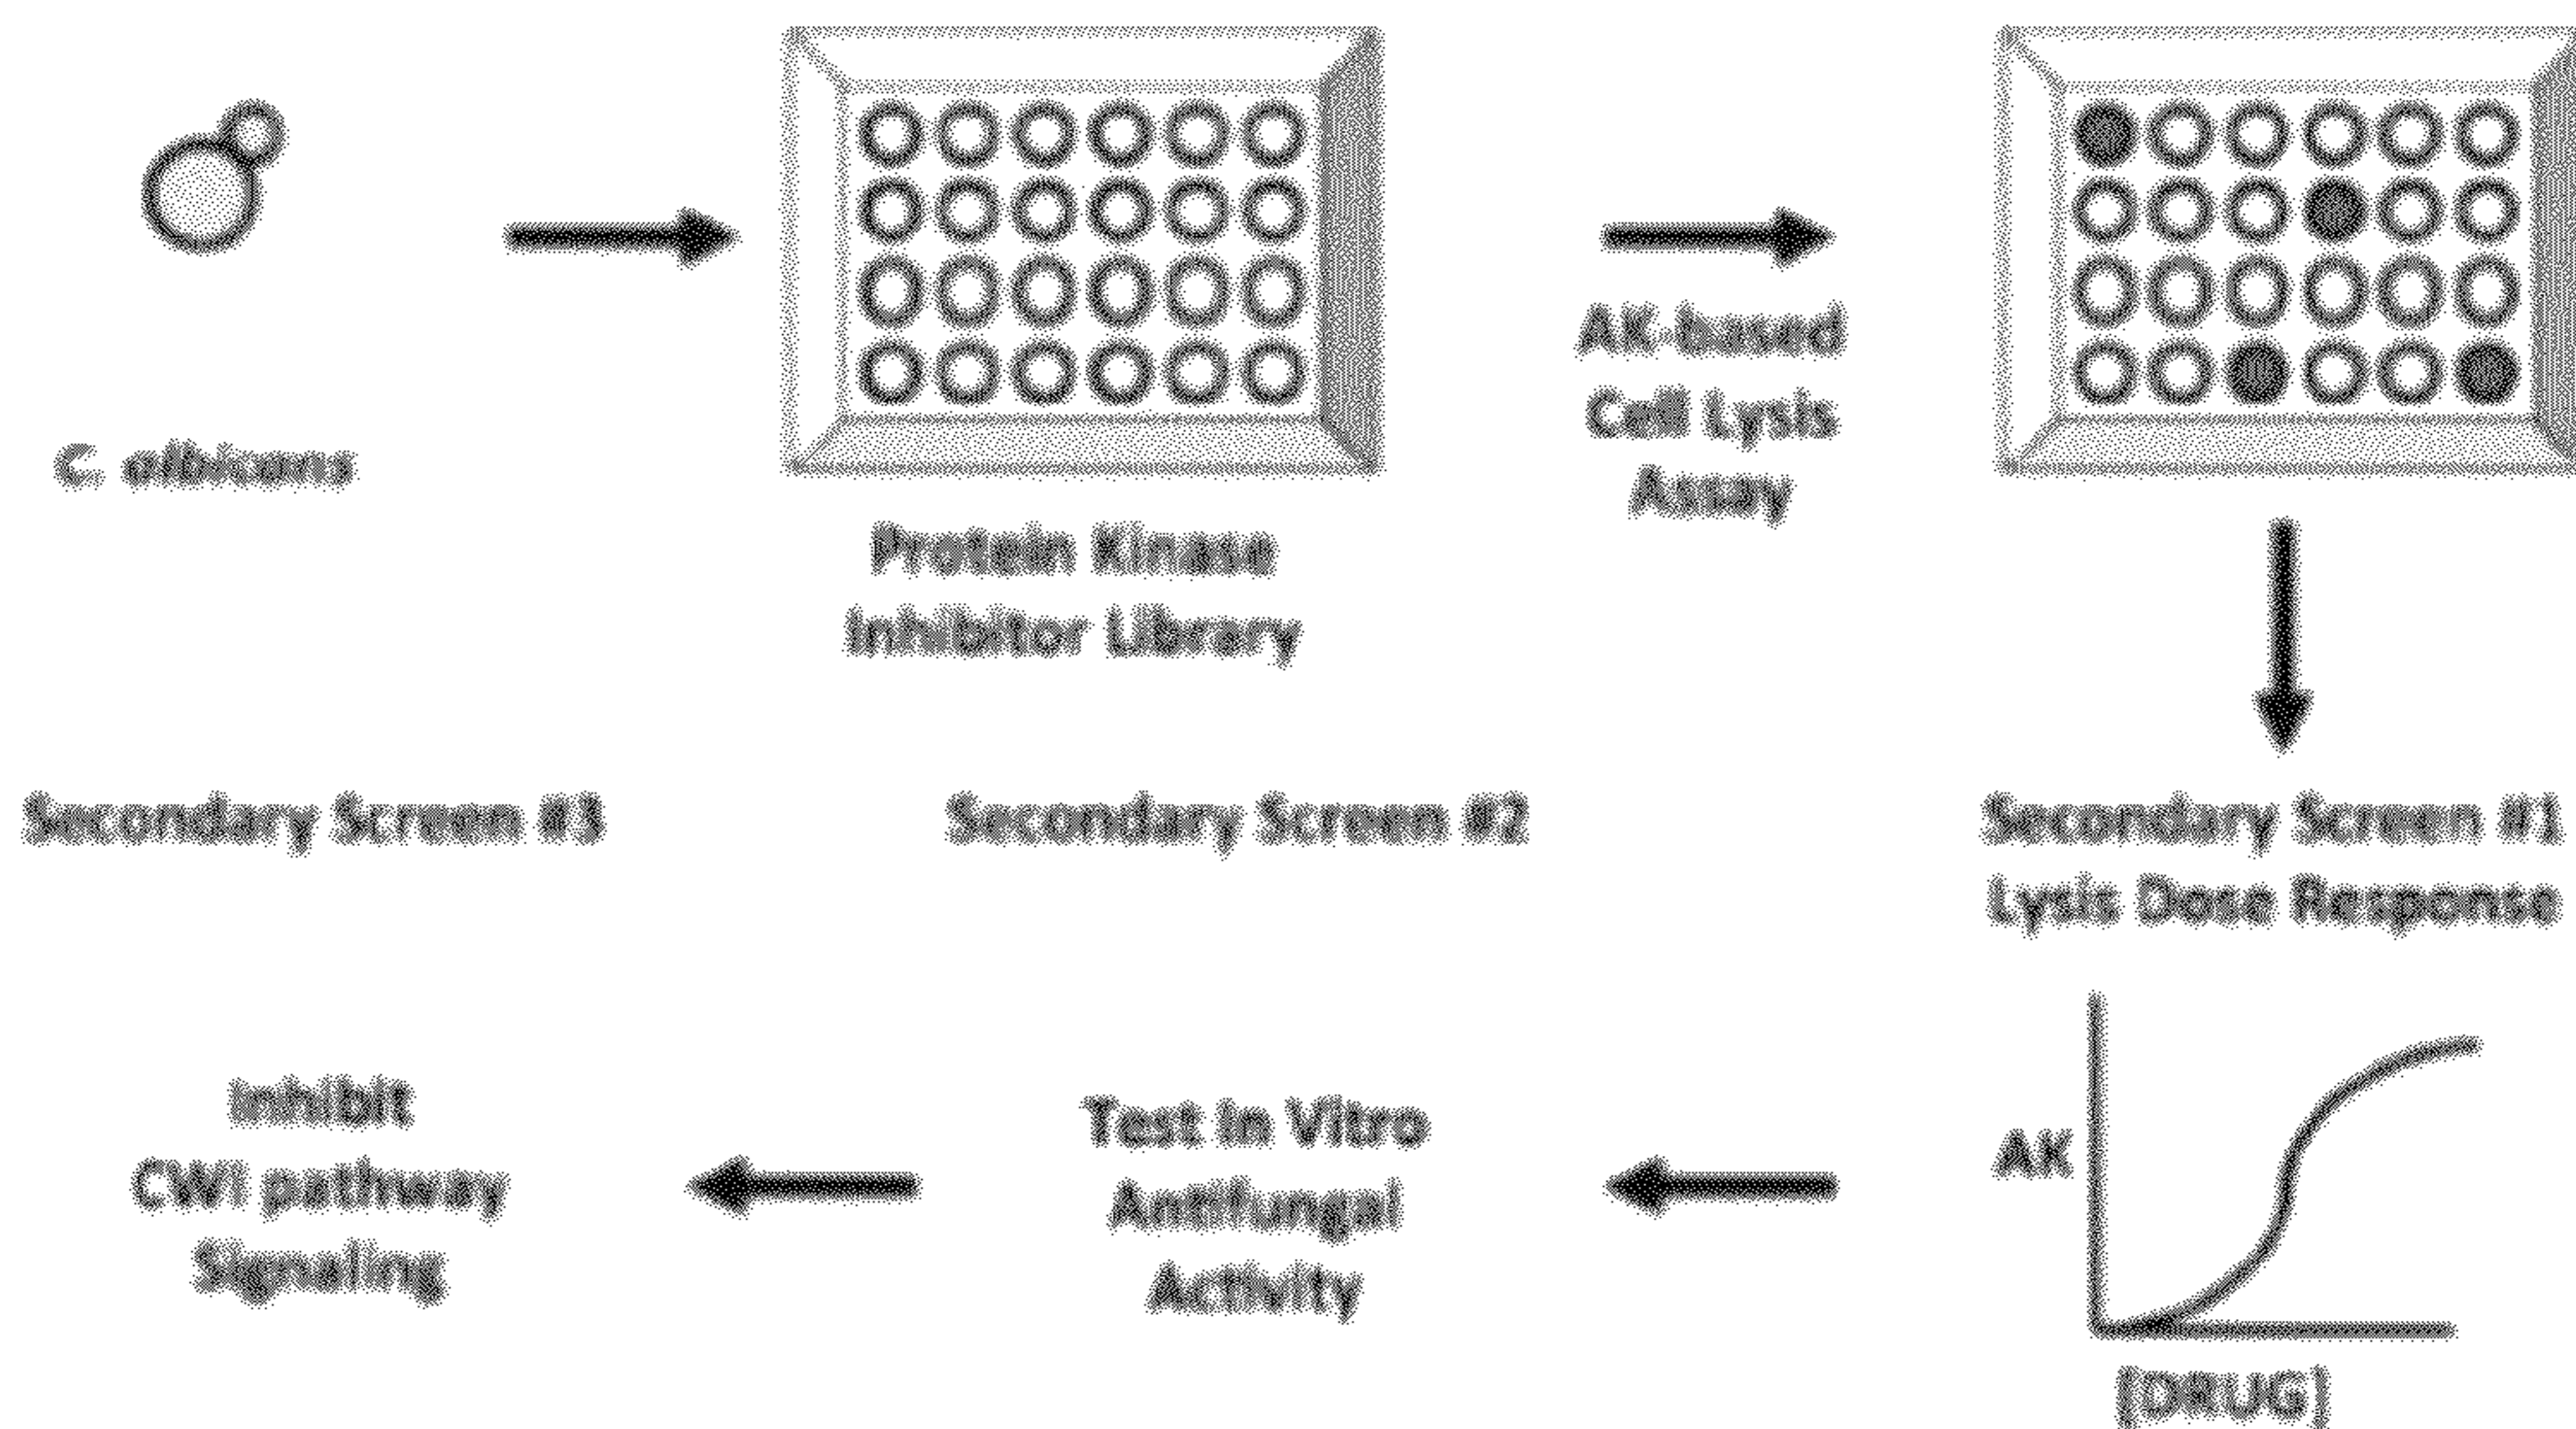 C. albicans
Protein Kinase
Inhibitor Library
AK-based
Cell Lysis
Assay
Secondary Screen #1
Lysis Dose Response
AK
[DRUG]
Secondary Screen #2
Test In Vitro
Antifungal
Activity
Secondary Screen #3
Inhibit
CWI pathway
Signaling